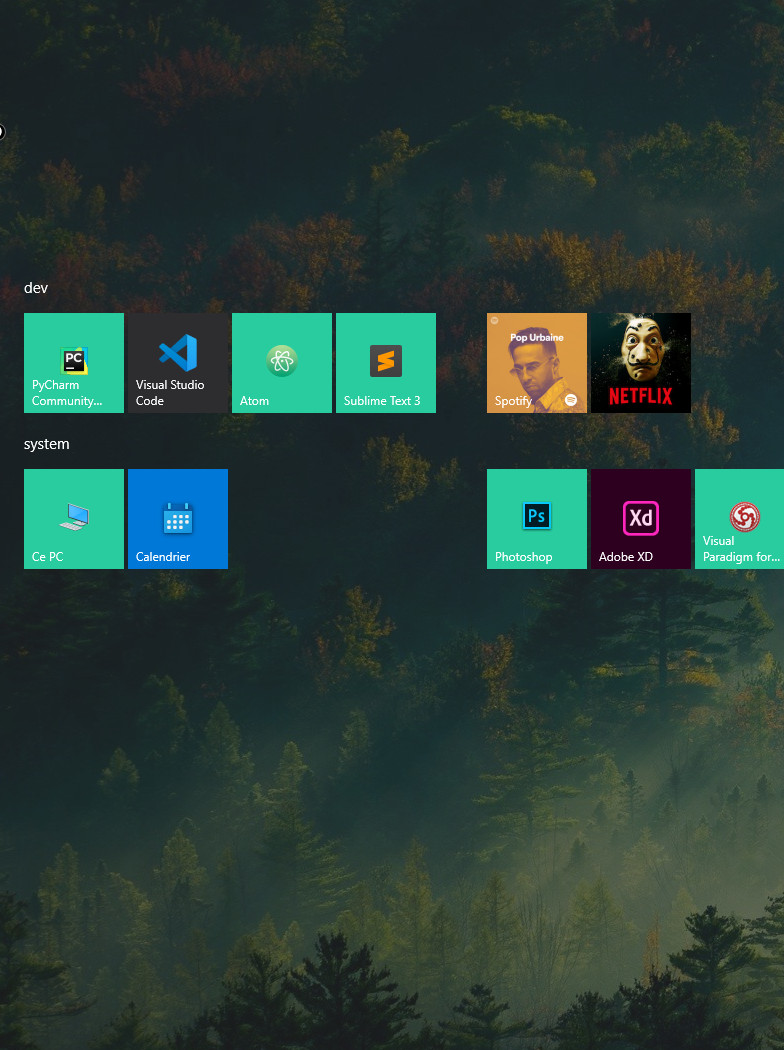 dev
PC
PyCharm
Community...
Visual Studio
Code
Atom
Sublime Text 3
Pop Urbaine
Spotify
NETFLIX
system
Ce PC
Calendrier
Ps
Photoshop
Xd
Adobe XD
Visual
Paradigm for...